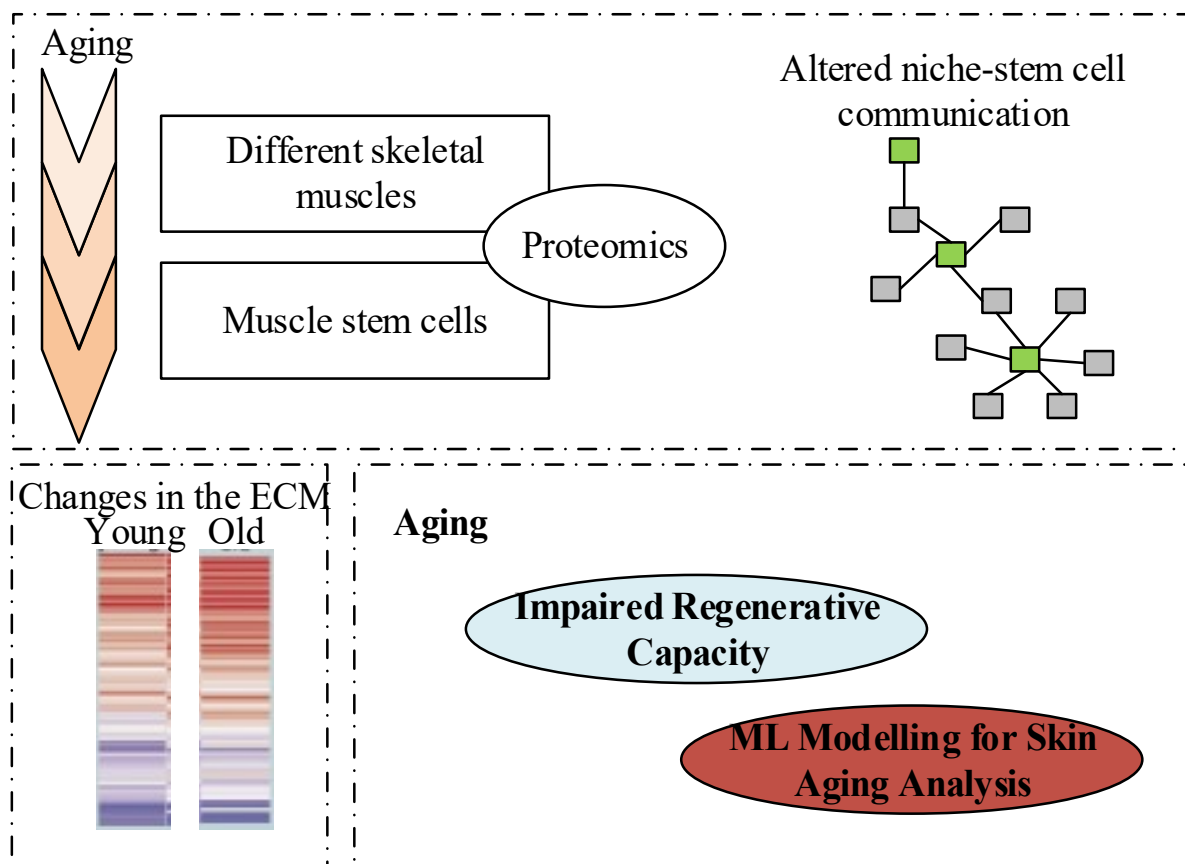 Aging
Different skeletal
muscles
Proteomics
Muscle stem cells
Altered niche-stem cell
communication
Changes in the ECM
Young Old
Aging
Impaired Regenerative
Capacity
ML Modelling for Skin
Aging Analysis